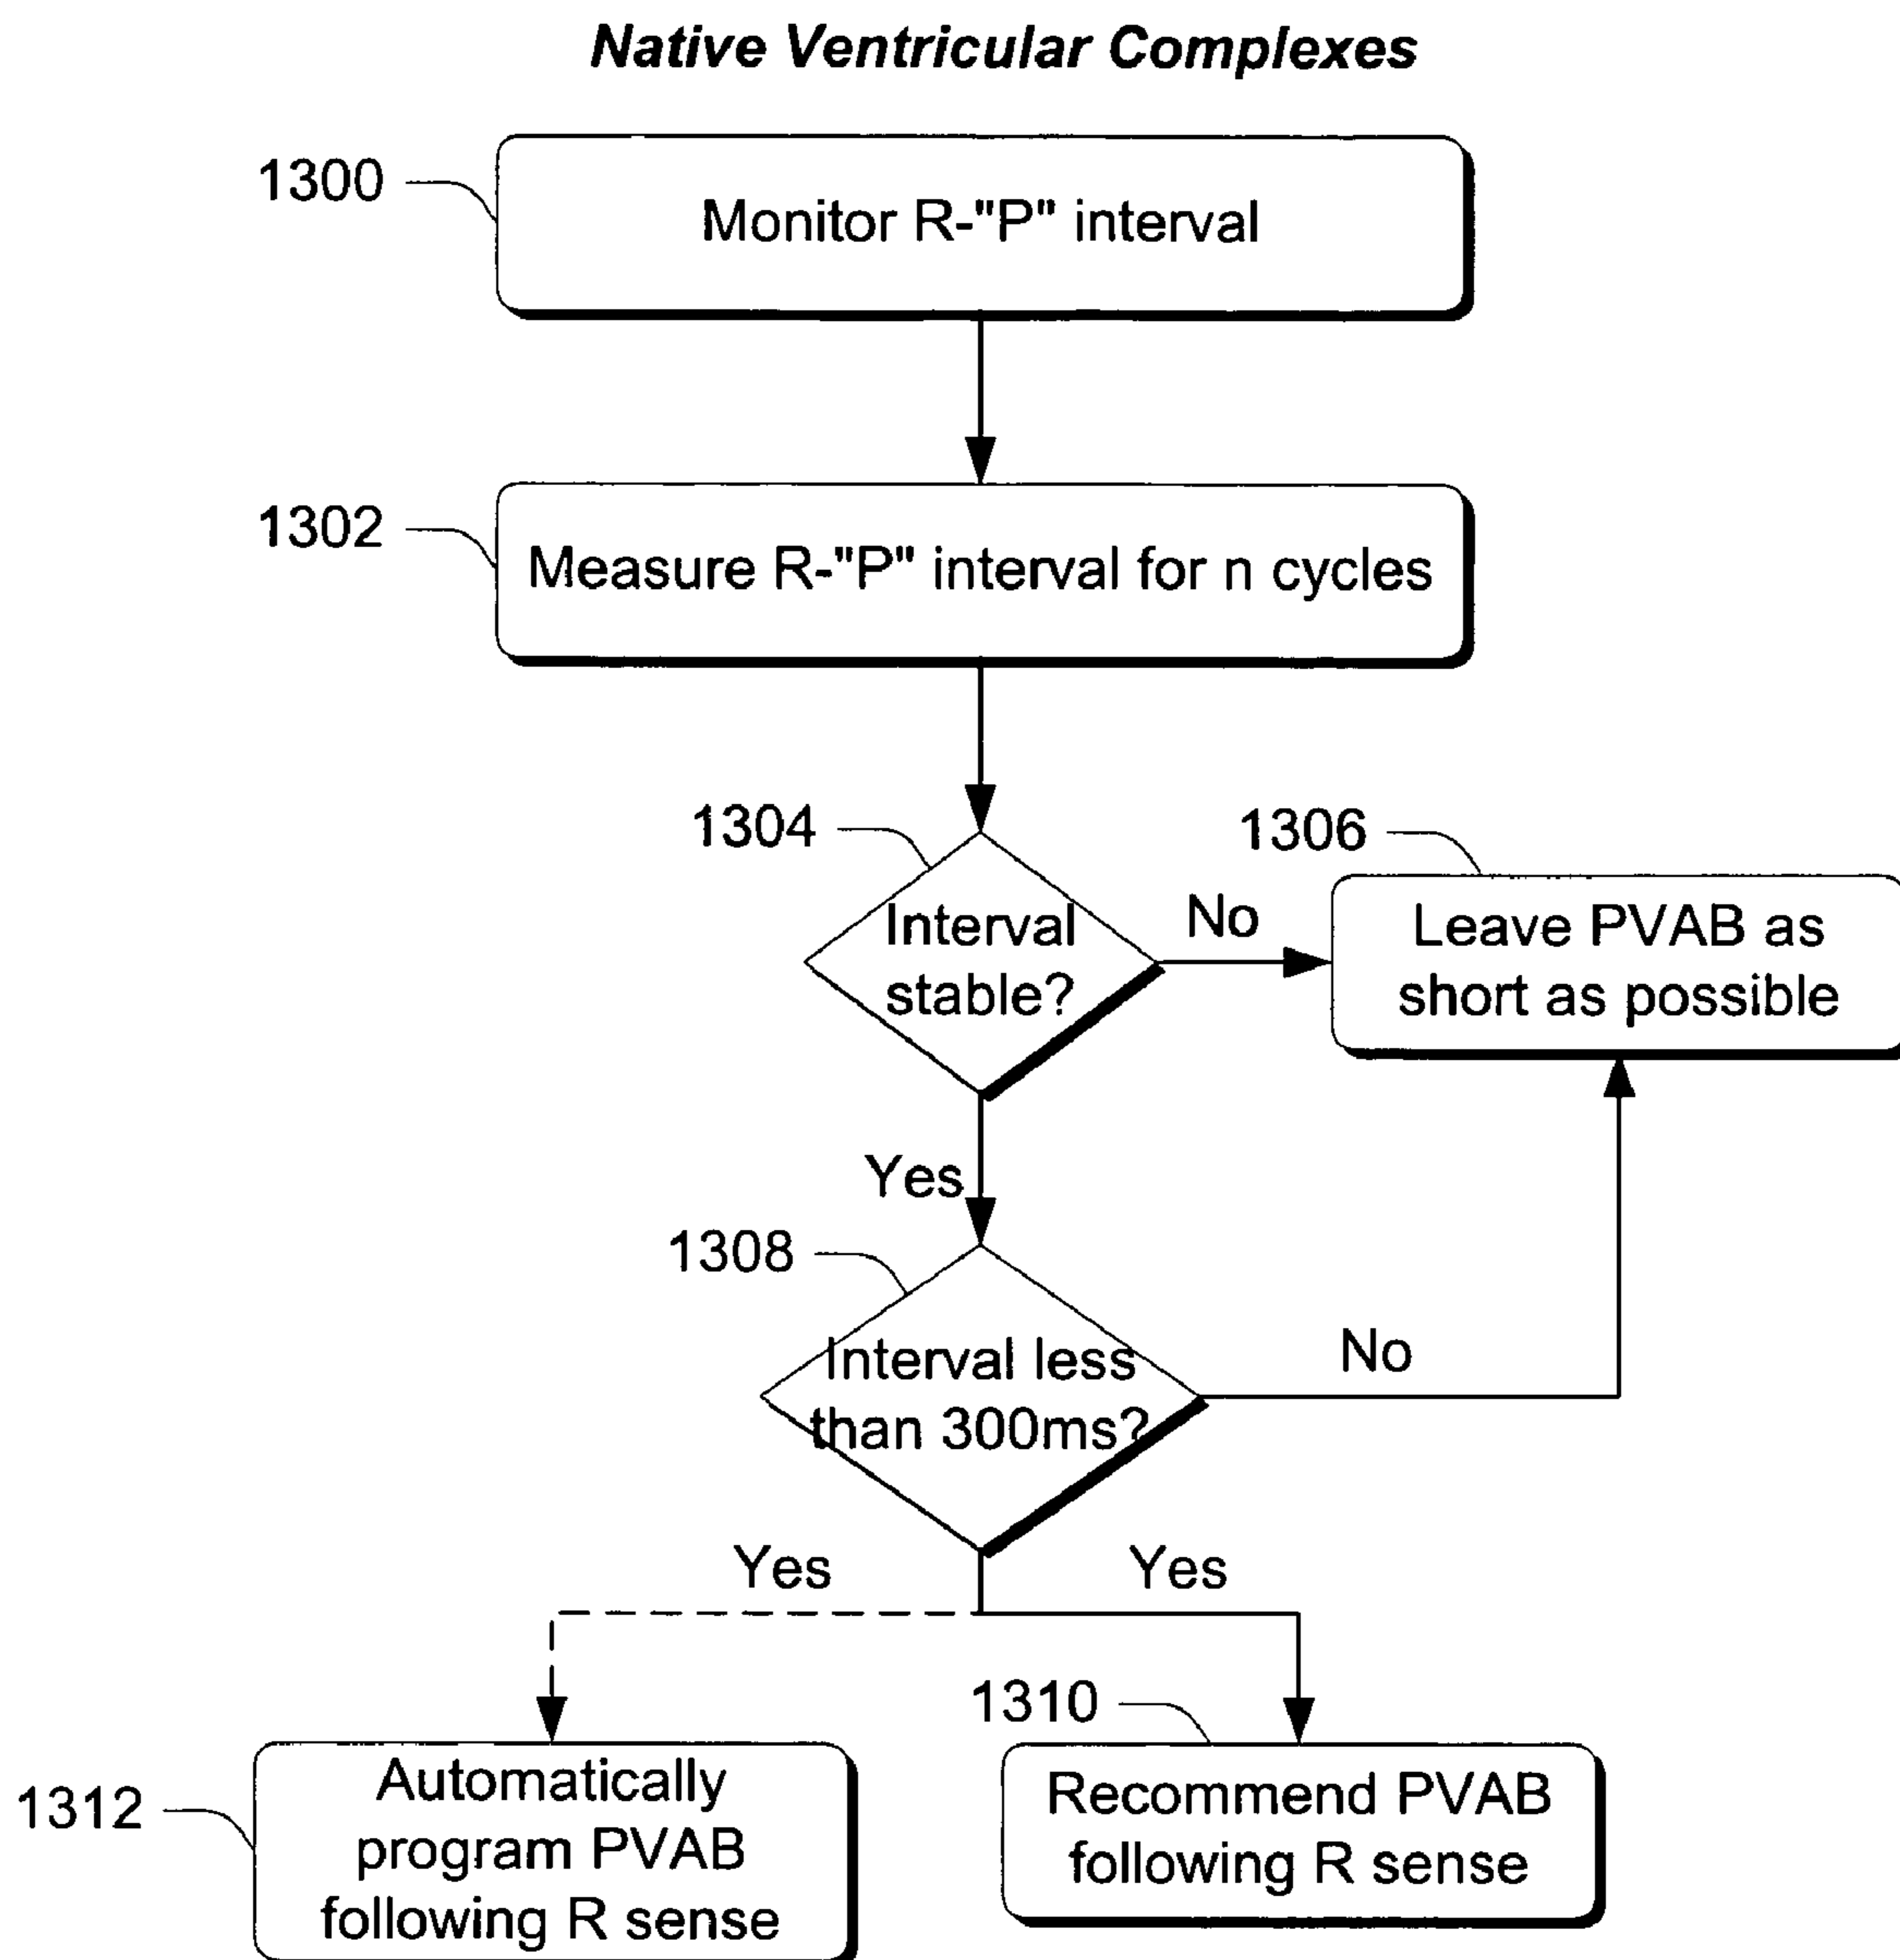 Native Ventricular Complexes
1300
Monitor R-"P" interval
1302
Measure R-"P" interval for n cycles
1304
Interval
stable?
No
1306
Leave PVAB as
short as possible
Yes
1308
Interval less
than 300ms?
No
Yes
Yes
1312
Automatically
program PVAB
following R sense
1310
Recommend PVAB
following R sense